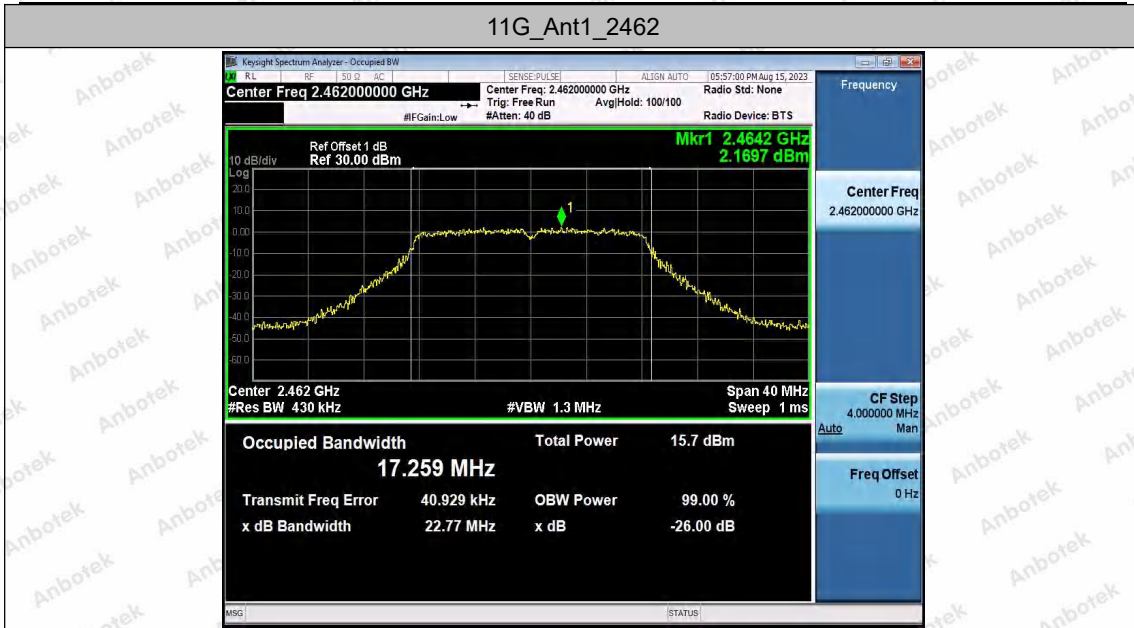 11G_Ant1_2462
Keysight Spectrum Analyzer - Occupied BW
RL RF 50 Ω AC SENSE:PULSE ALIGN AUTO 05:57:00 PM Aug 15, 2023
Center Freq 2.462000000 GHz
Center Freq: 2.462000000 GHz Radio Std: None
Trig: Free Run Avg|Hold: 100/100
#IFGain:Low #Atten: 40 dB Radio Device: BTS
Frequency
Ref Offset 1 dB Mkr1 2.4642 GHz
10 dB/div Ref 30.00 dBm 2.1697 dBm
Log
20.0
10.0
0.00
-10.0
-20.0
-30.0
-40.0
-50.0
-60.0
1
Center 2.462 GHz Span 40 MHz
#Res BW 430 kHz #VBW 1.3 MHz Sweep 1 ms
Center Freq
2.462000000 GHz
CF Step
4.000000 MHz
Auto Man
Freq Offset
0 Hz
Occupied Bandwidth Total Power 15.7 dBm
17.259 MHz
Transmit Freq Error 40.929 kHz OBW Power 99.00 %
x dB Bandwidth 22.77 MHz x dB -26.00 dB
MSG STATUS
Anbotek